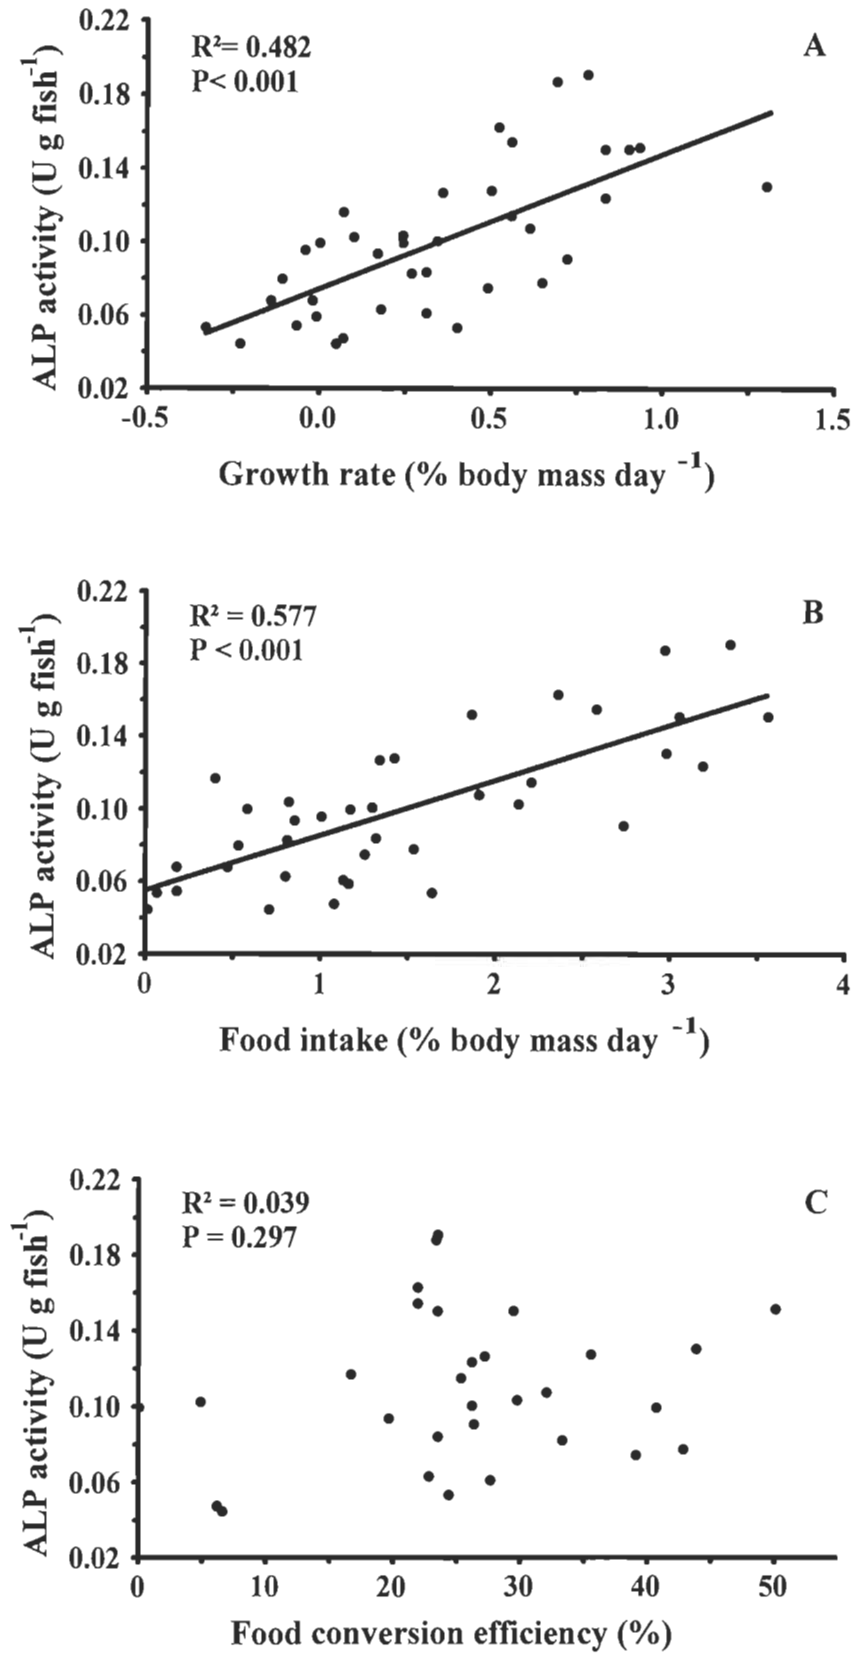 0.22
R²= 0.482
A
P< 0.001
0.18
0.14
0.10
0.06
0.02
ALP activity (U g fish⁻¹)
-0.5 0.0 0.5 1.0 1.5
Growth rate (% body mass day ⁻¹)
0.22
R² = 0.577
B
P < 0.001
0.18
0.14
0.10
0.06
0.02
ALP activity (U g fish⁻¹)
0 1 2 3 4
Food intake (% body mass day ⁻¹)
0.22
R² = 0.039
C
P = 0.297
0.18
0.14
0.10
0.06
0.02
ALP activity (U g fish⁻¹)
0 10 20 30 40 50
Food conversion efficiency (%)